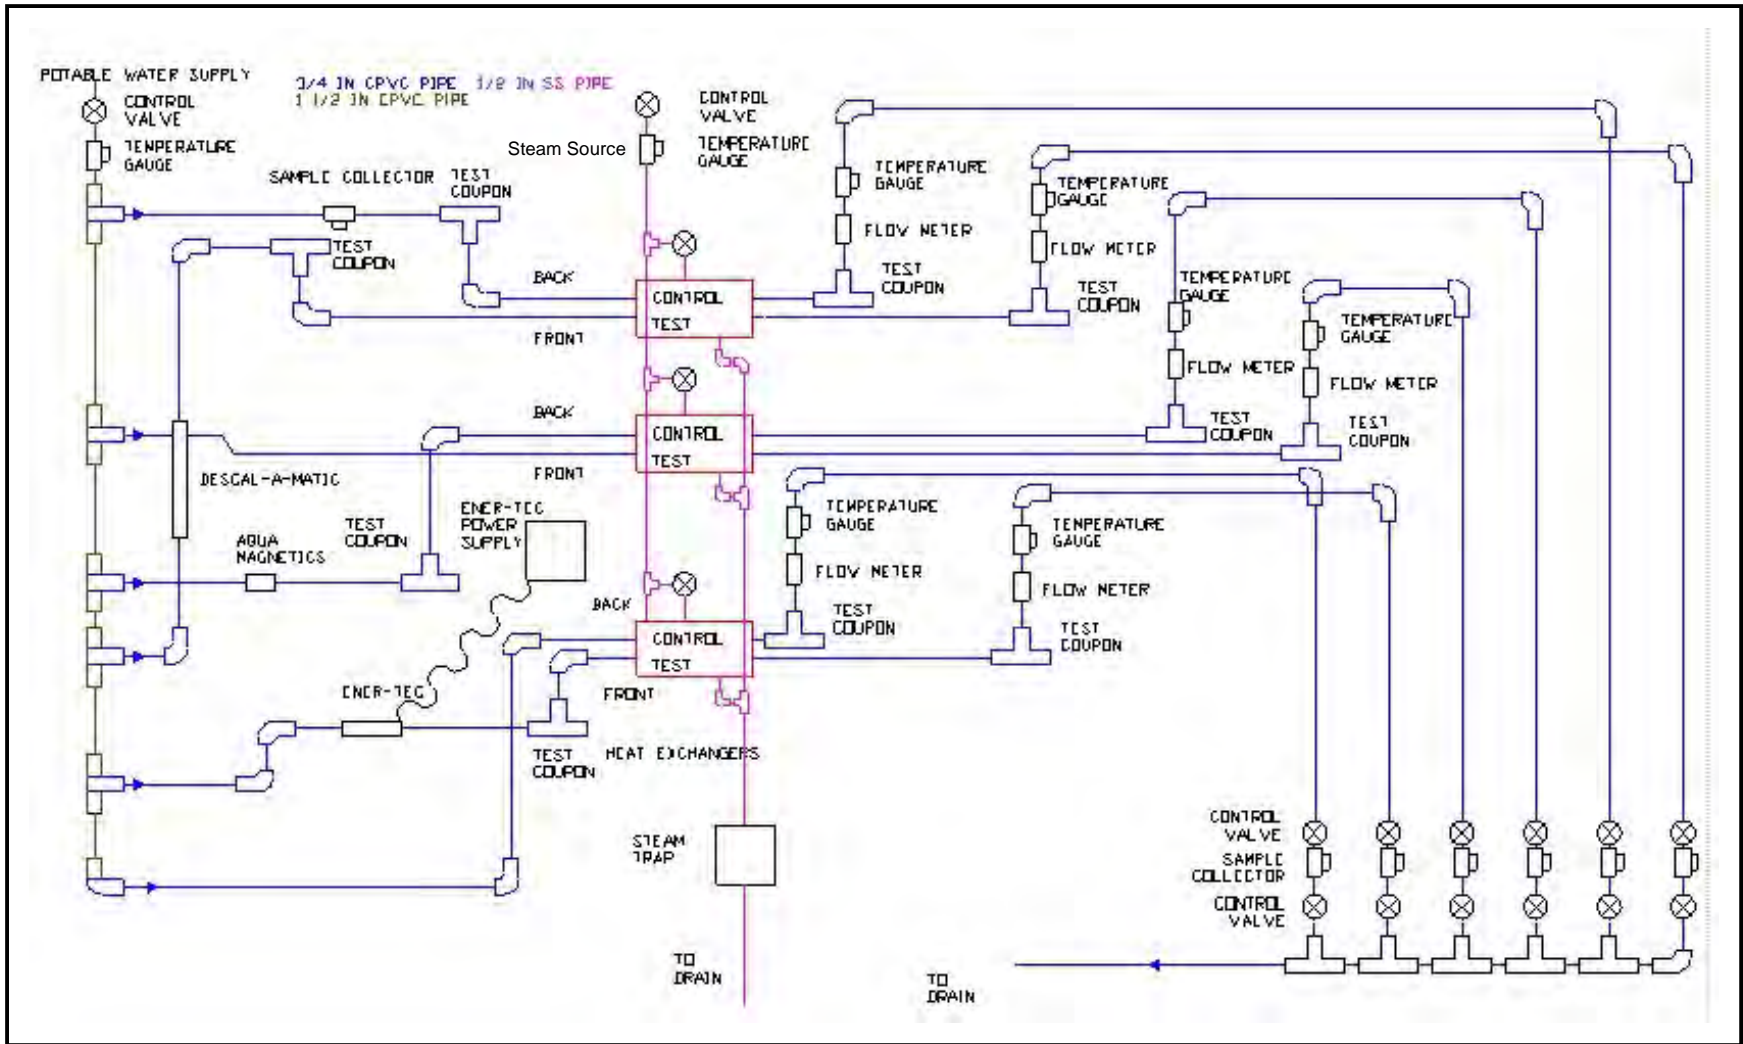 POTABLE WATER SUPPLY
3/4 IN CPVC PIPE 1/2 IN SS PIPE
1 1/2 IN CPVC PIPE
CONTROL
VALVE
TEMPERATURE
GAUGE
SAMPLE COLLECTOR
TEST
COUPON
TEST
COUPON
Steam Source
CONTROL
VALVE
TEMPERATURE
GAUGE
TEMPERATURE
GAUGE
FLOW METER
TEST
COUPON
TEMPERATURE
GAUGE
FLOW METER
TEST
COUPON
TEMPERATURE
GAUGE
FLOW METER
TEST
COUPON
TEMPERATURE
GAUGE
FLOW METER
TEST
COUPON
BACK
CONTROL
TEST
FRONT
BACK
CONTROL
TEST
FRONT
DESCAL-A-MATIC
AQUA
MAGNETICS
TEST
COUPON
ENER-TEC
POWER
SUPPLY
TEMPERATURE
GAUGE
FLOW METER
TEST
COUPON
TEMPERATURE
GAUGE
FLOW METER
TEST
COUPON
BACK
CONTROL
TEST
FRONT
ENER-TEC
TEST
COUPON
HEAT EXCHANGERS
STEAM
TRAP
CONTROL
VALVE
SAMPLE
COLLECTOR
CONTROL
VALVE
TO
DRAIN
TO
DRAIN